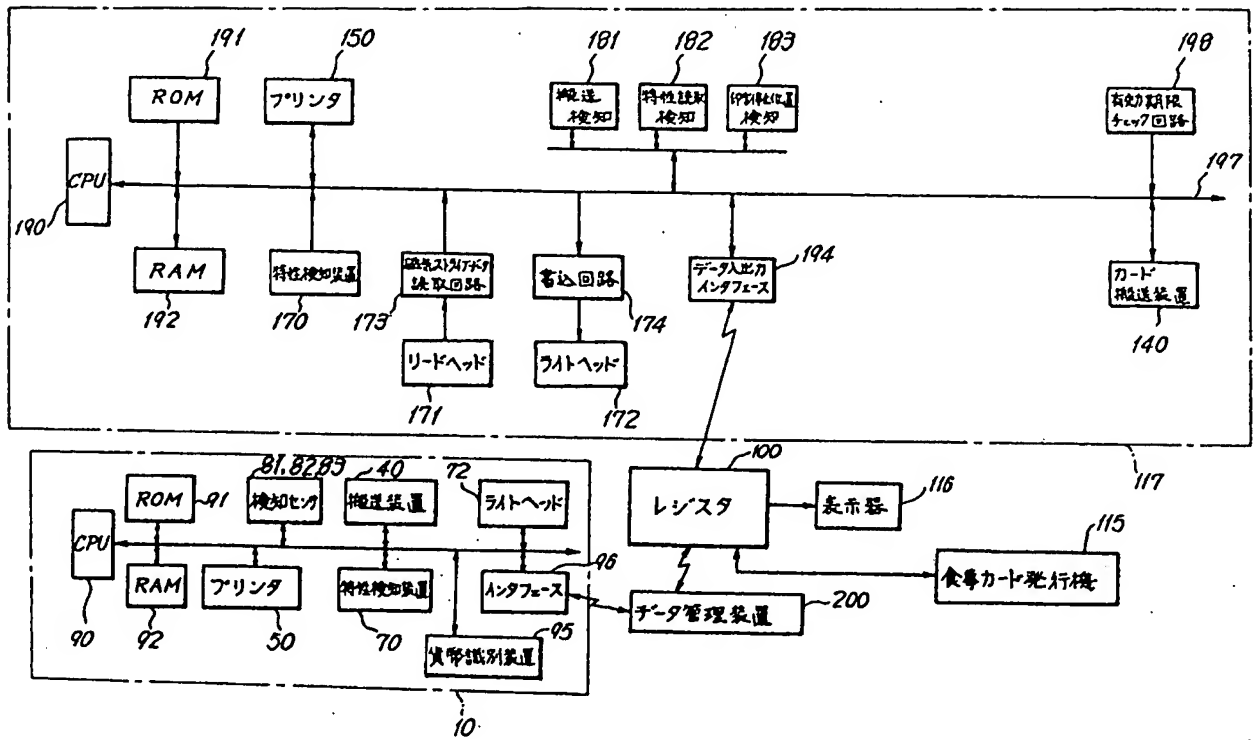 191
150
181
182
183
198
ROM
プリンタ
搬送
検知
特性読取
検知
印字停止位置
検知
有効期限
チェック回路
CPU
197
190
RAM
192
特性検知装置
170
磁気ストライプデータ
読取回路
173
書込回路
174
データ入出力
インタフェース
194
カード
搬送装置
140
リードヘッド
171
ライトヘッド
172
117
100
レジスタ
表示器
116
115
食事カード発行機
データ管理装置
200
81,82,83
40
72
ROM
91
検知センサ
搬送装置
ライトヘッド
CPU
96
90
RAM
92
プリンタ
50
特性検知装置
70
インタフェース
95
貨幣識別装置
10